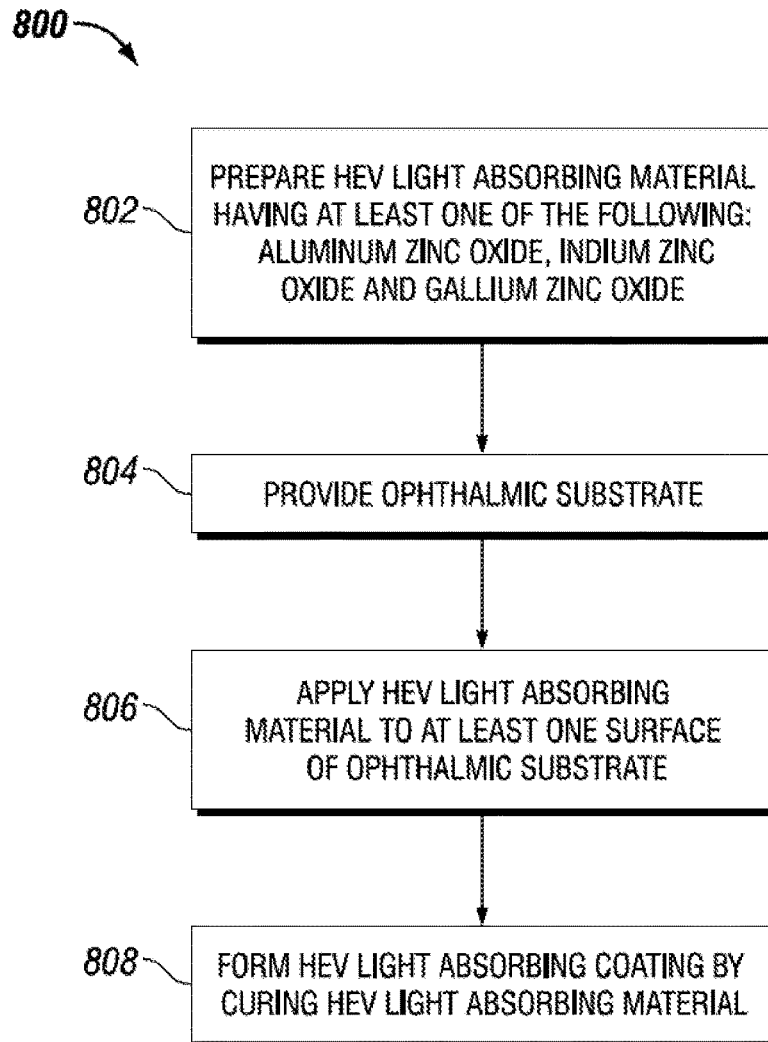 800
802
PREPARE HEV LIGHT ABSORBING MATERIAL
HAVING AT LEAST ONE OF THE FOLLOWING:
ALUMINUM ZINC OXIDE, INDIUM ZINC
OXIDE AND GALLIUM ZINC OXIDE
804
PROVIDE OPHTHALMIC SUBSTRATE
806
APPLY HEV LIGHT ABSORBING
MATERIAL TO AT LEAST ONE SURFACE
OF OPHTHALMIC SUBSTRATE
808
FORM HEV LIGHT ABSORBING COATING BY
CURING HEV LIGHT ABSORBING MATERIAL